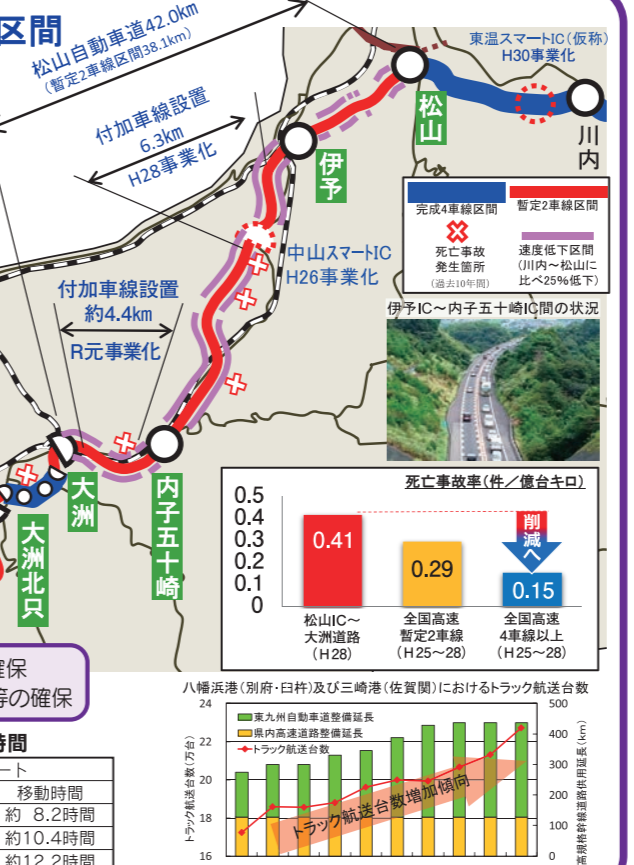 区間
松山自動車道42.0km
(暫定2車線区間38.1km)
付加車線設置
6.3km
H28事業化
東温スマートIC(仮称)
H30事業化
松山
川内
伊予
完成4車線区間
暫定2車線区間
死亡事故
発生箇所
(過去10年間)
速度低下区間
(川内～松山に
比べ25%低下)
中山スマートIC
H26事業化
付加車線設置
約4.4km
R元事業化
伊予IC～内子五十崎IC間の状況
大洲
内子五十崎
大洲北只
死亡事故率(件／億台キロ)
0.5
0.4
0.3
0.2
0.1
0
0.41
0.29
0.15
削減へ
松山IC～
大洲道路
(H28)
全国高速
暫定2車線
(H25～28)
全国高速
4車線以上
(H25～28)
確保
等の確保
時間
ート
移動時間
約 8.2時間
約10.4時間
約12.2時間
八幡浜港(別府・臼杵)及び三崎港(佐賀関)におけるトラック航送台数
24
22
20
18
16
トラック航送台数(万台)
東九州自動車道整備延長
県内高速道路整備延長
トラック航送台数
トラック航送台数増加傾向
500
400
300
200
100
0
高規格幹線道路供用延長(km)